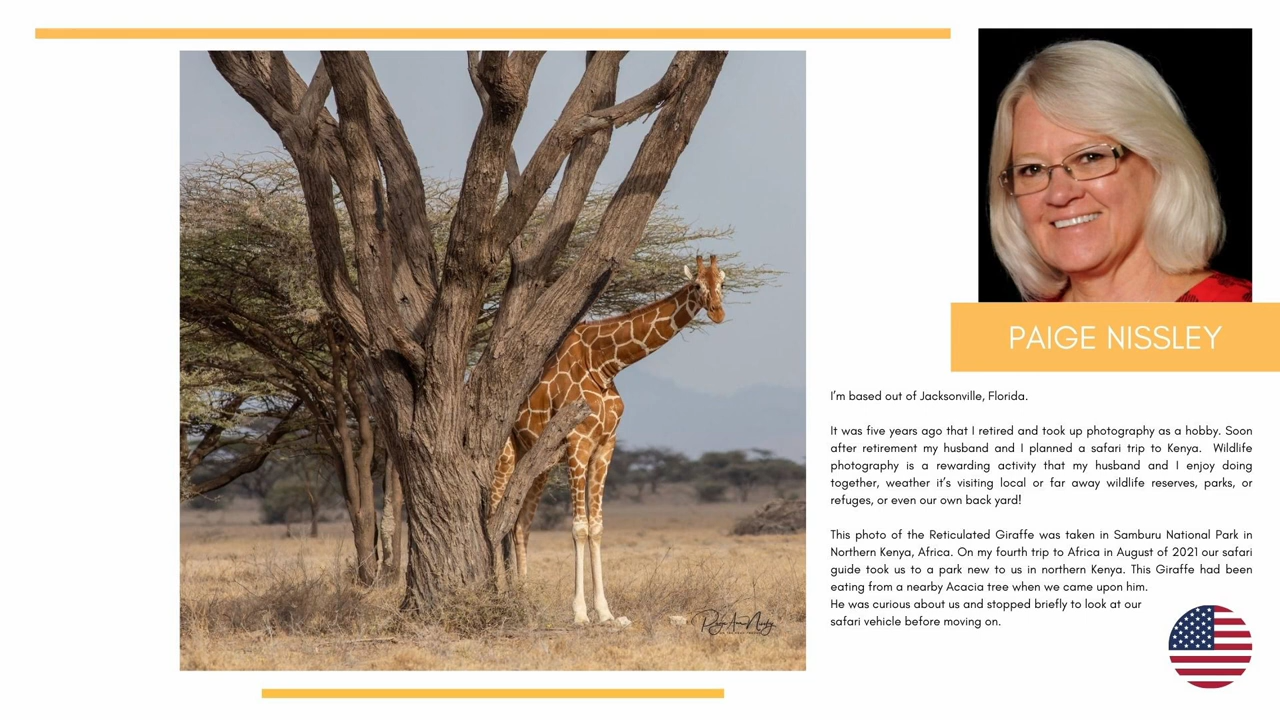 PAIGE NISSLEY
I'm based out of Jacksonville, Florida.
It was five years ago that I retired and took up photography as a hobby. Soon
after retirement my husband and I planned a safari trip to Kenya. Wildlife
photography is a rewarding activity that my husband and I enjoy doing
together, weather it's visiting local or far away wildlife reserves, parks, or
refuges, or even our own back yard!
This photo of the Reticulated Giraffe was taken in Samburu National Park in
Northern Kenya, Africa. On my fourth trip to Africa in August of 2021 our safari
guide took us to a park new to us in northern Kenya. This Giraffe had been
eating from a nearby Acacia tree when we came upon him.
He was curious about us and stopped briefly to look at our
safari vehicle before moving on.